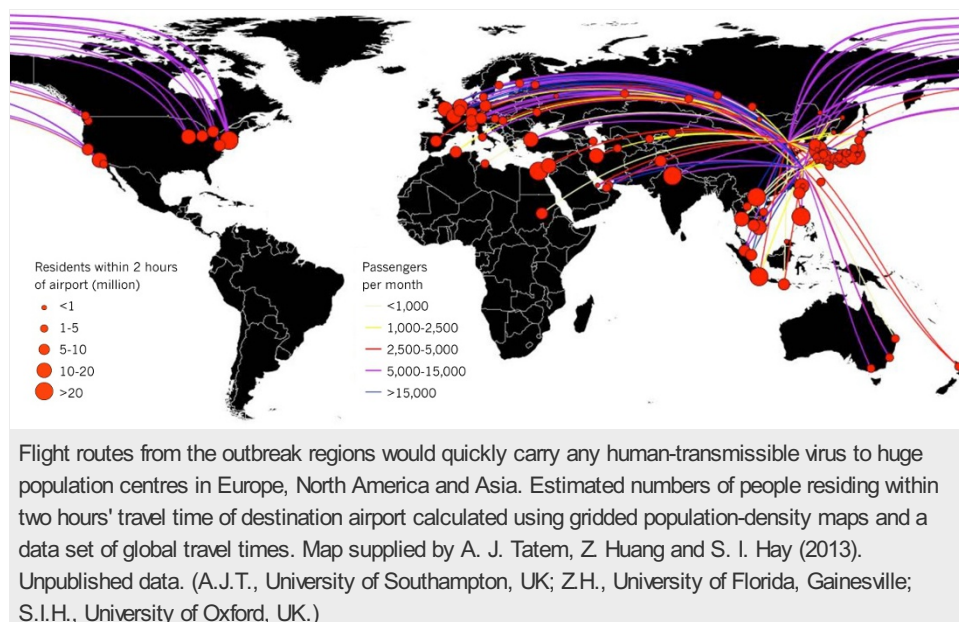 Residents within 2 hours
of airport (million)
<1
1-5
5-10
10-20
>20
Passengers
per month
<1,000
1,000-2,500
2,500-5,000
5,000-15,000
>15,000
Flight routes from the outbreak regions would quickly carry any human-transmissible virus to huge
population centres in Europe, North America and Asia. Estimated numbers of people residing within
two hours' travel time of destination airport calculated using gridded population-density maps and a
data set of global travel times. Map supplied by A. J. Tatem, Z. Huang and S. I. Hay (2013).
Unpublished data. (A.J.T., University of Southampton, UK; Z.H., University of Florida, Gainesville;
S.I.H., University of Oxford, UK.)